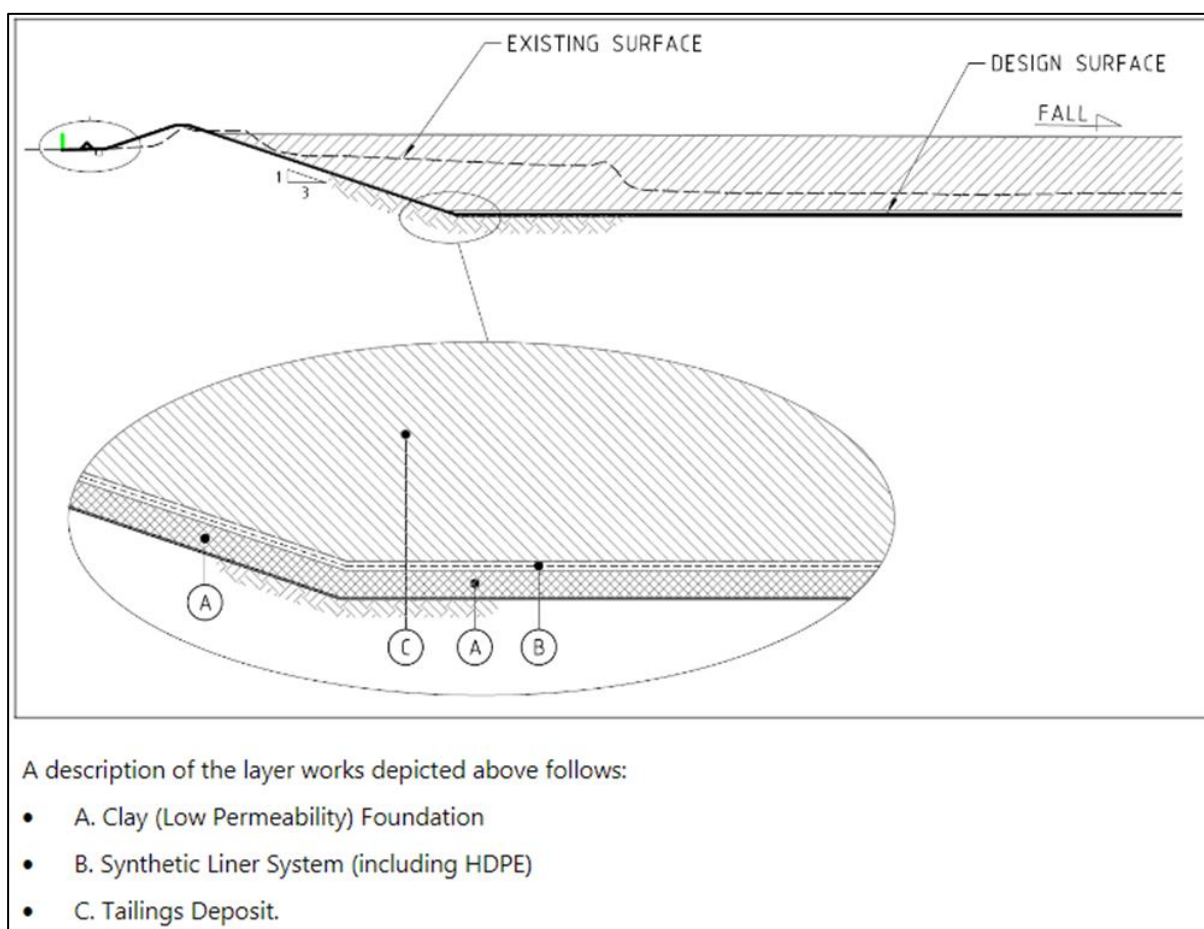 EXISTING SURFACE
DESIGN SURFACE
FALL
1
3
A
C
A
B
A description of the layer works depicted above follows:
• A. Clay (Low Permeability) Foundation
• B. Synthetic Liner System (including HDPE)
• C. Tailings Deposit.